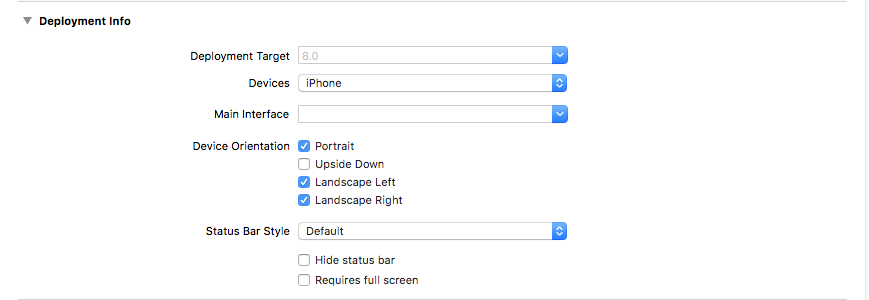 Deployment Info
Deployment Target 8.0
Devices iPhone
Main Interface
Device Orientation Portrait
Upside Down
Landscape Left
Landscape Right
Status Bar Style Default
Hide status bar
Requires full screen